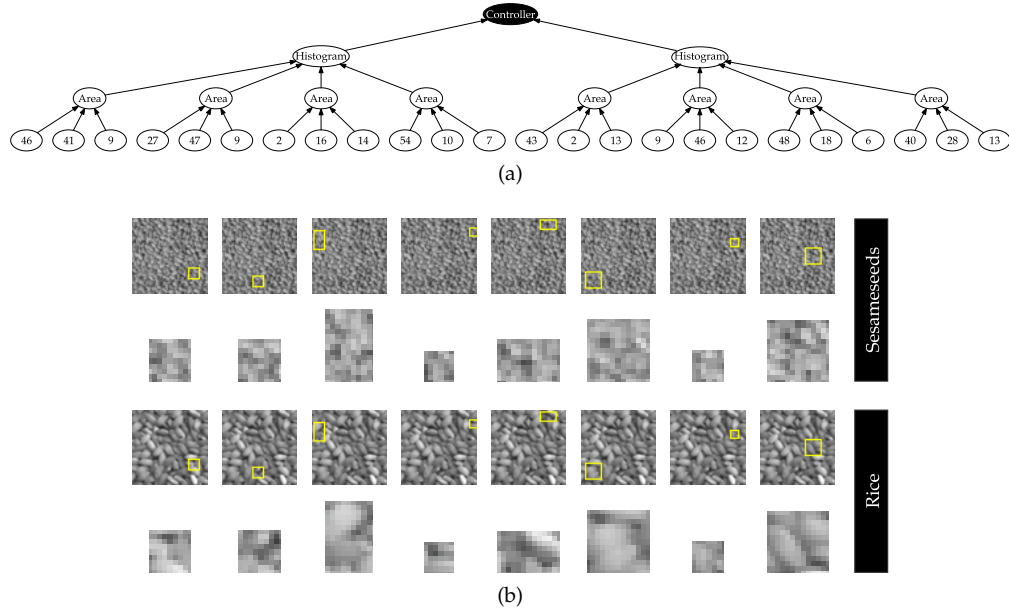 Controller
Histogram Histogram
Area Area Area Area Area Area Area Area
46 41 9 27 47 9 2 16 14 54 10 7 43 2 13 9 46 12 48 18 6 40 28 13
(a)
Sesameseeds
Rice
(b)